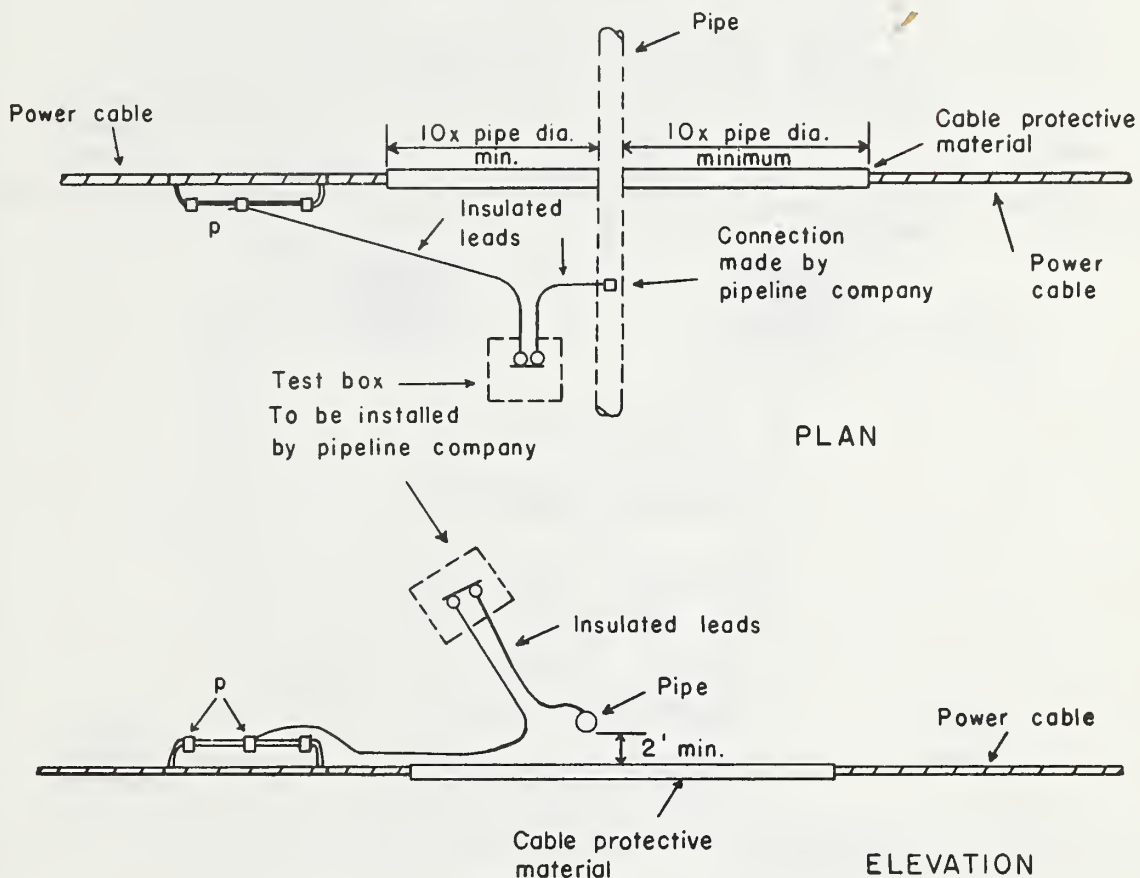 Pipe
Power cable
10x pipe dia.
min.
10x pipe dia.
minimum
Cable protective
material
p
Insulated
leads
Connection
made by
pipeline company
Power
cable
Test box
To be installed
by pipeline company
PLAN
Insulated leads
p
Pipe
Power cable
2' min.
Cable protective
material
ELEVATION